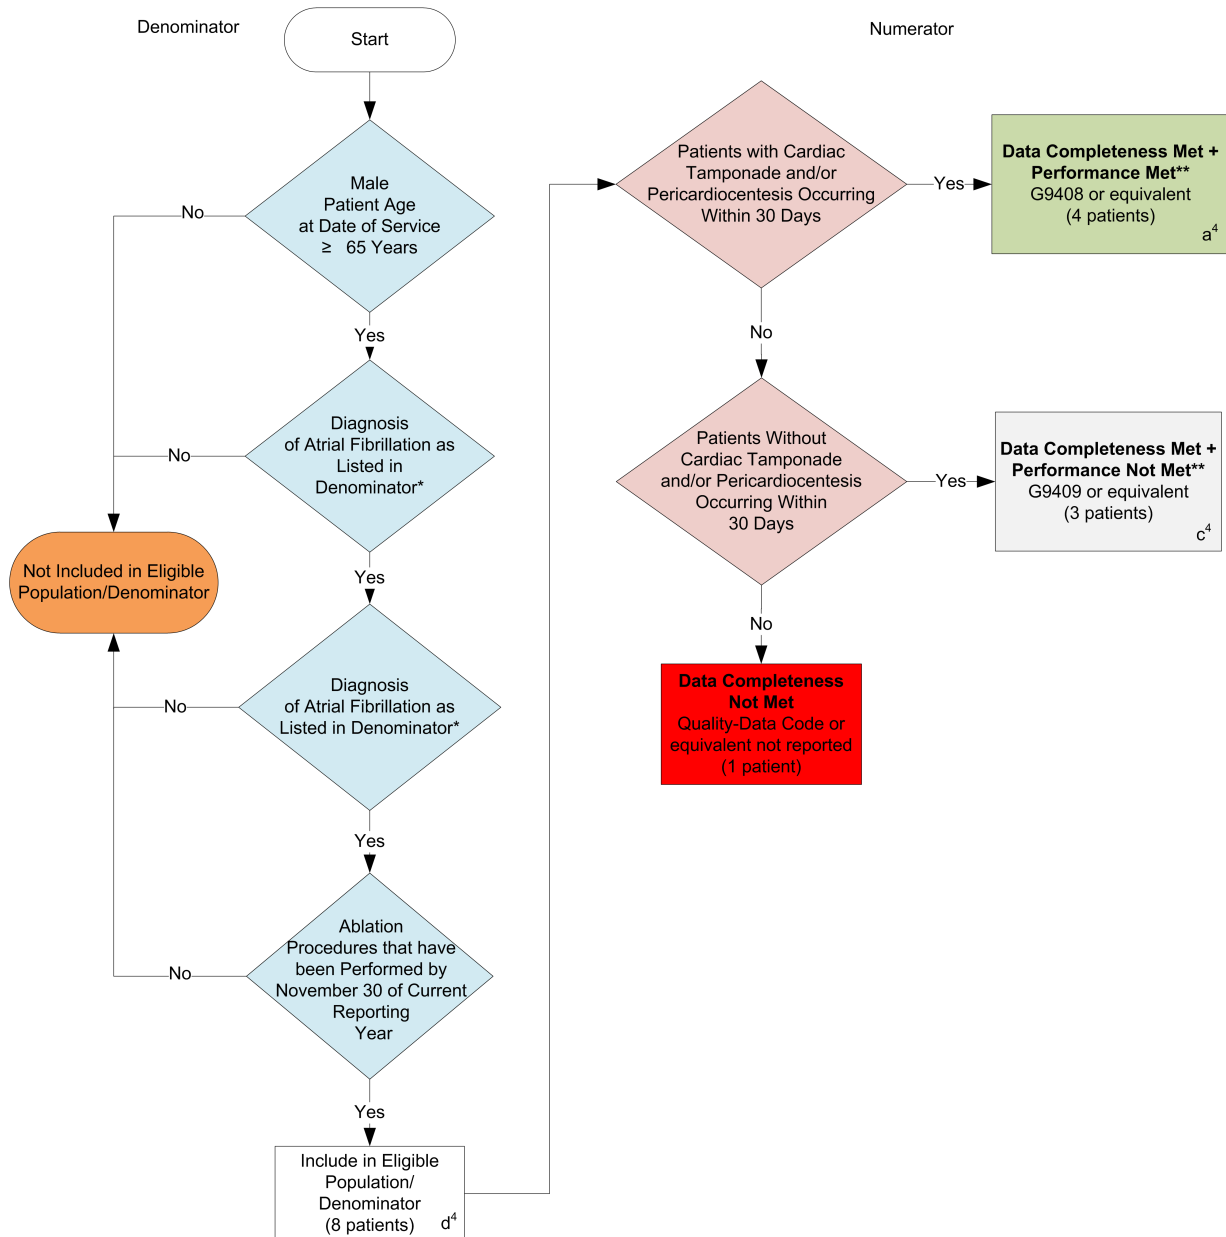 Denominator
Start
Numerator
Male
Patient Age
at Date of Service
≥ 65 Years
No
Yes
Diagnosis
of Atrial Fibrillation as
Listed in
Denominator*
No
Yes
Not Included in Eligible
Population/Denominator
Diagnosis
of Atrial Fibrillation as
Listed in Denominator*
No
Yes
Ablation
Procedures that have
been Performed by
November 30 of Current
Reporting
Year
No
Yes
Include in Eligible
Population/
Denominator
(8 patients) d⁴
Patients with Cardiac
Tamponade and/or
Pericardiocentesis Occurring
Within 30 Days
Yes
Data Completeness Met +
Performance Met**
G9408 or equivalent
(4 patients)
a⁴
No
Patients Without
Cardiac Tamponade
and/or Pericardiocentesis
Occurring Within
30 Days
Yes
Data Completeness Met +
Performance Not Met**
G9409 or equivalent
(3 patients)
c⁴
No
Data Completeness
Not Met
Quality-Data Code or
equivalent not reported
(1 patient)